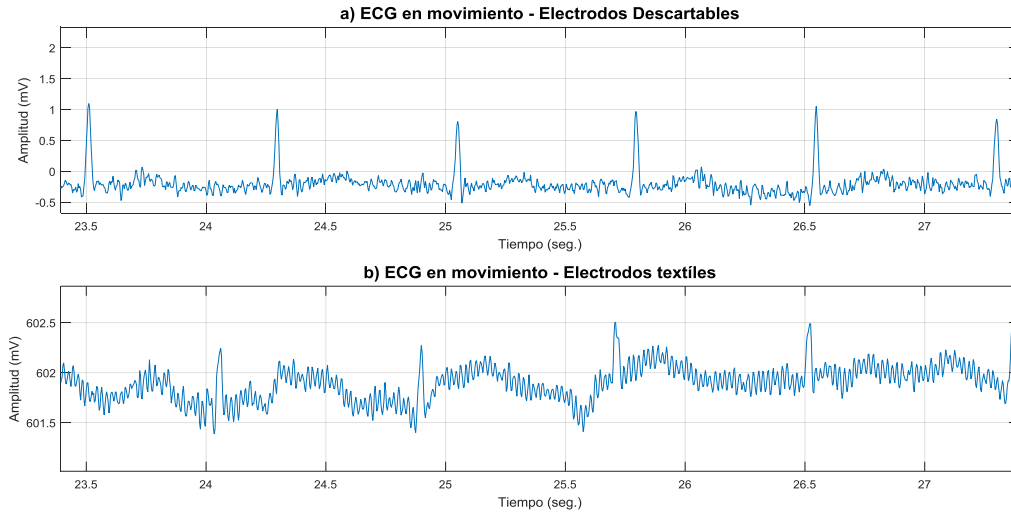 a) ECG en movimiento - Electrodos Descartables
Amplitud (mV)
2
1.5
1
0.5
0
-0.5
23.5 24 24.5 25 25.5 26 26.5 27
Tiempo (seg.)
b) ECG en movimiento - Electrodos textíles
Amplitud (mV)
602.5
602
601.5
23.5 24 24.5 25 25.5 26 26.5 27
Tiempo (seg.)